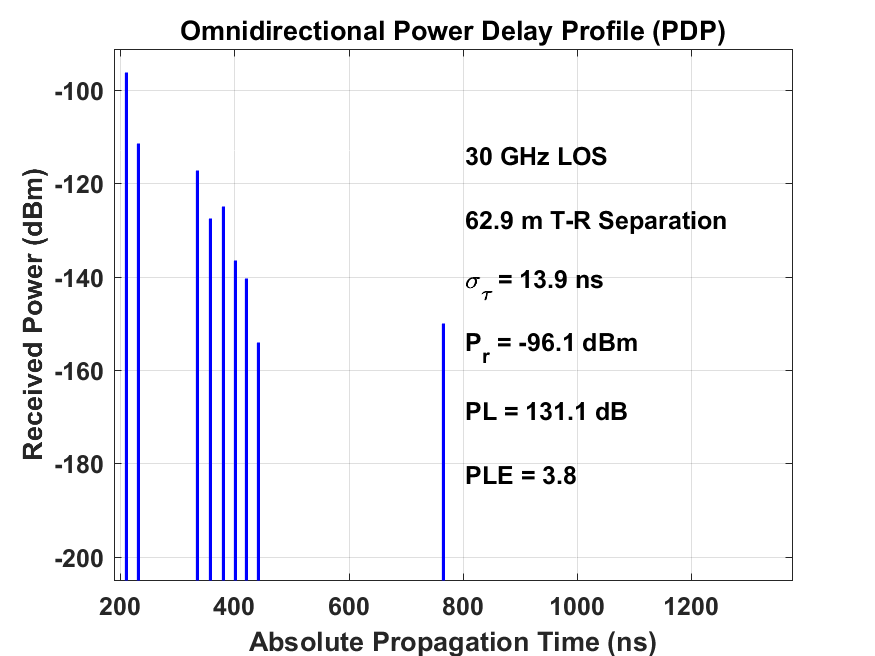 Omnidirectional Power Delay Profile (PDP)
Received Power (dBm)
-100
-120
-140
-160
-180
-200
30 GHz LOS
62.9 m T-R Separation
σ_τ = 13.9 ns
P_r = -96.1 dBm
PL = 131.1 dB
PLE = 3.8
200 400 600 800 1000 1200
Absolute Propagation Time (ns)